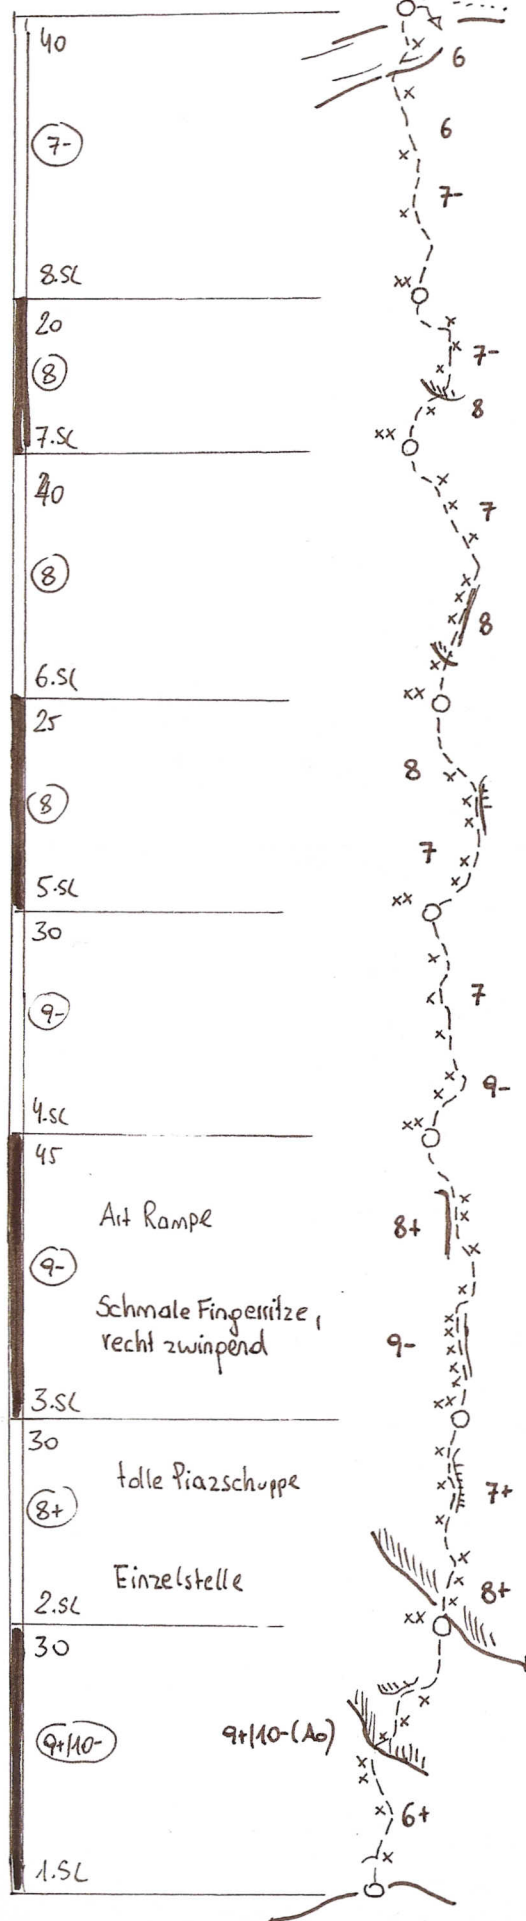 40
6
6
7-
7-
8.SL
20
8
7-
8
7.SL
40
7
8
8
6.SL
25
8
8
7
5.SL
30
7
9-
9-
4.SL
45
Art Rampe
8+
9-
Schmale Fingerritze,
recht zwingend
9-
3.SL
30
tolle Piazschuppe
7+
8+
Einzelstelle
8+
2.SL
30
9+/10-
9+/10-(A0)
6+
1.SL